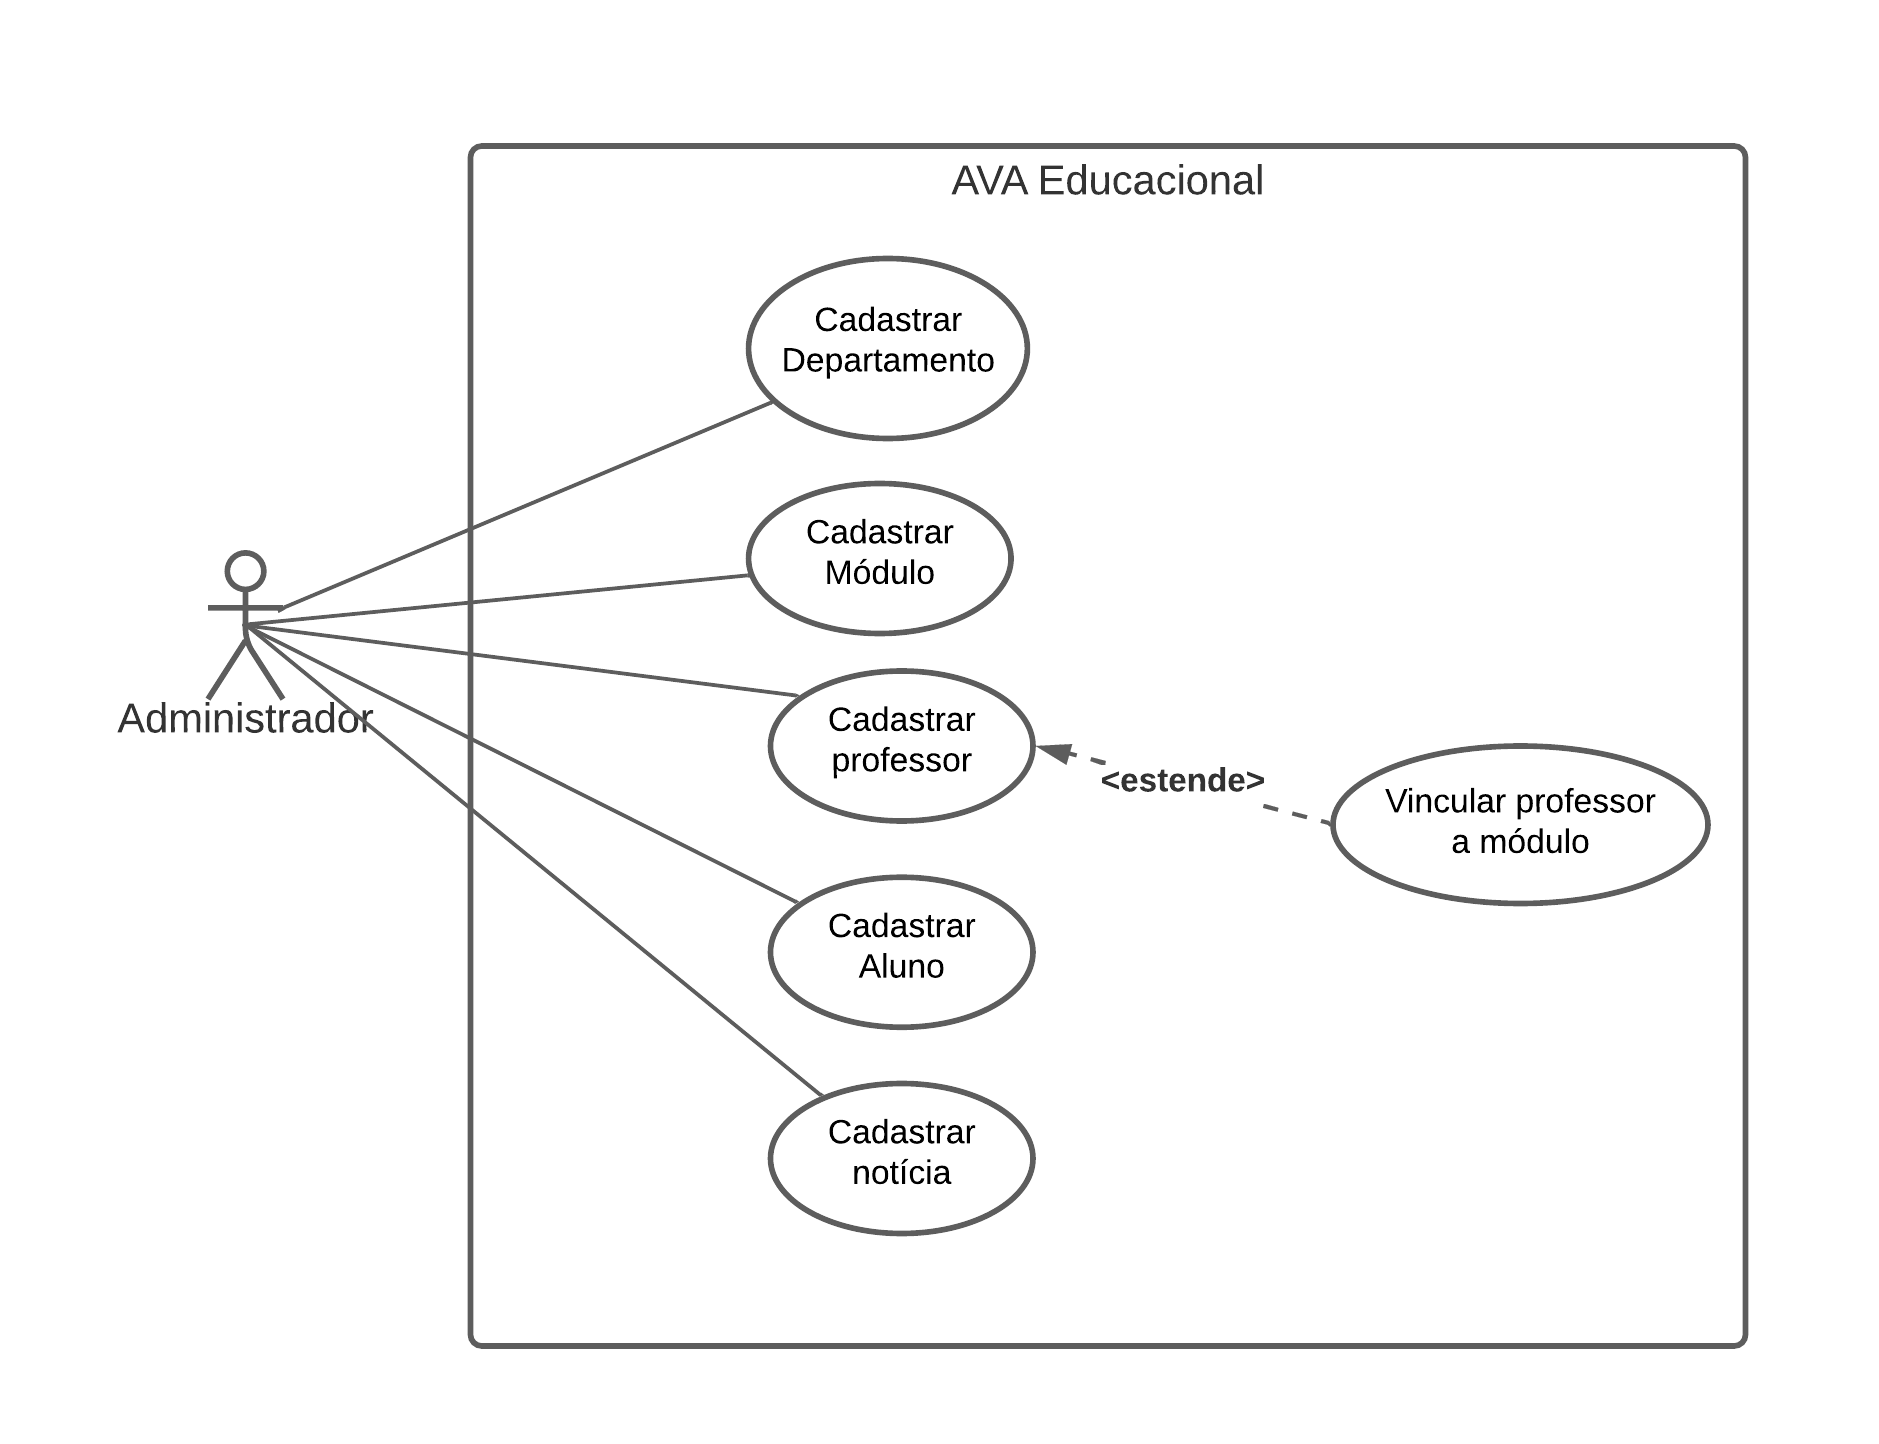 AVA Educacional
Cadastrar
Departamento
Cadastrar
Módulo
Administrador
Cadastrar
professor
<estende>
Vincular professor
a módulo
Cadastrar
Aluno
Cadastrar
notícia